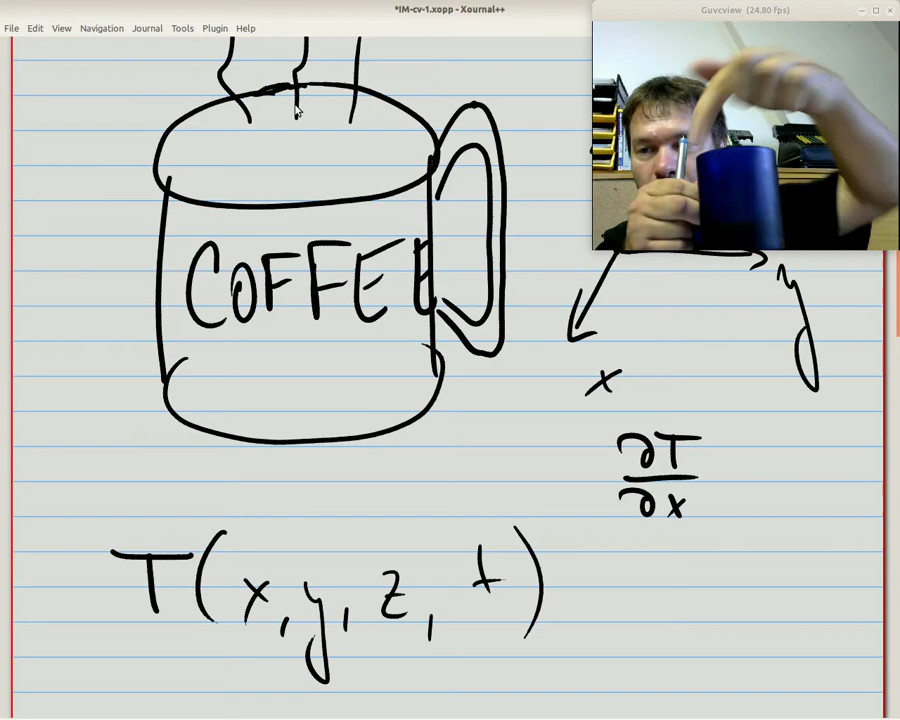 *IM-cv-1.xopp - Xournal++
File Edit View Navigation Journal Tools Plugin Help
Guvcview (24.80 fps)
COFFEE
y
x
∂T
∂x
T(x, y, z, t)